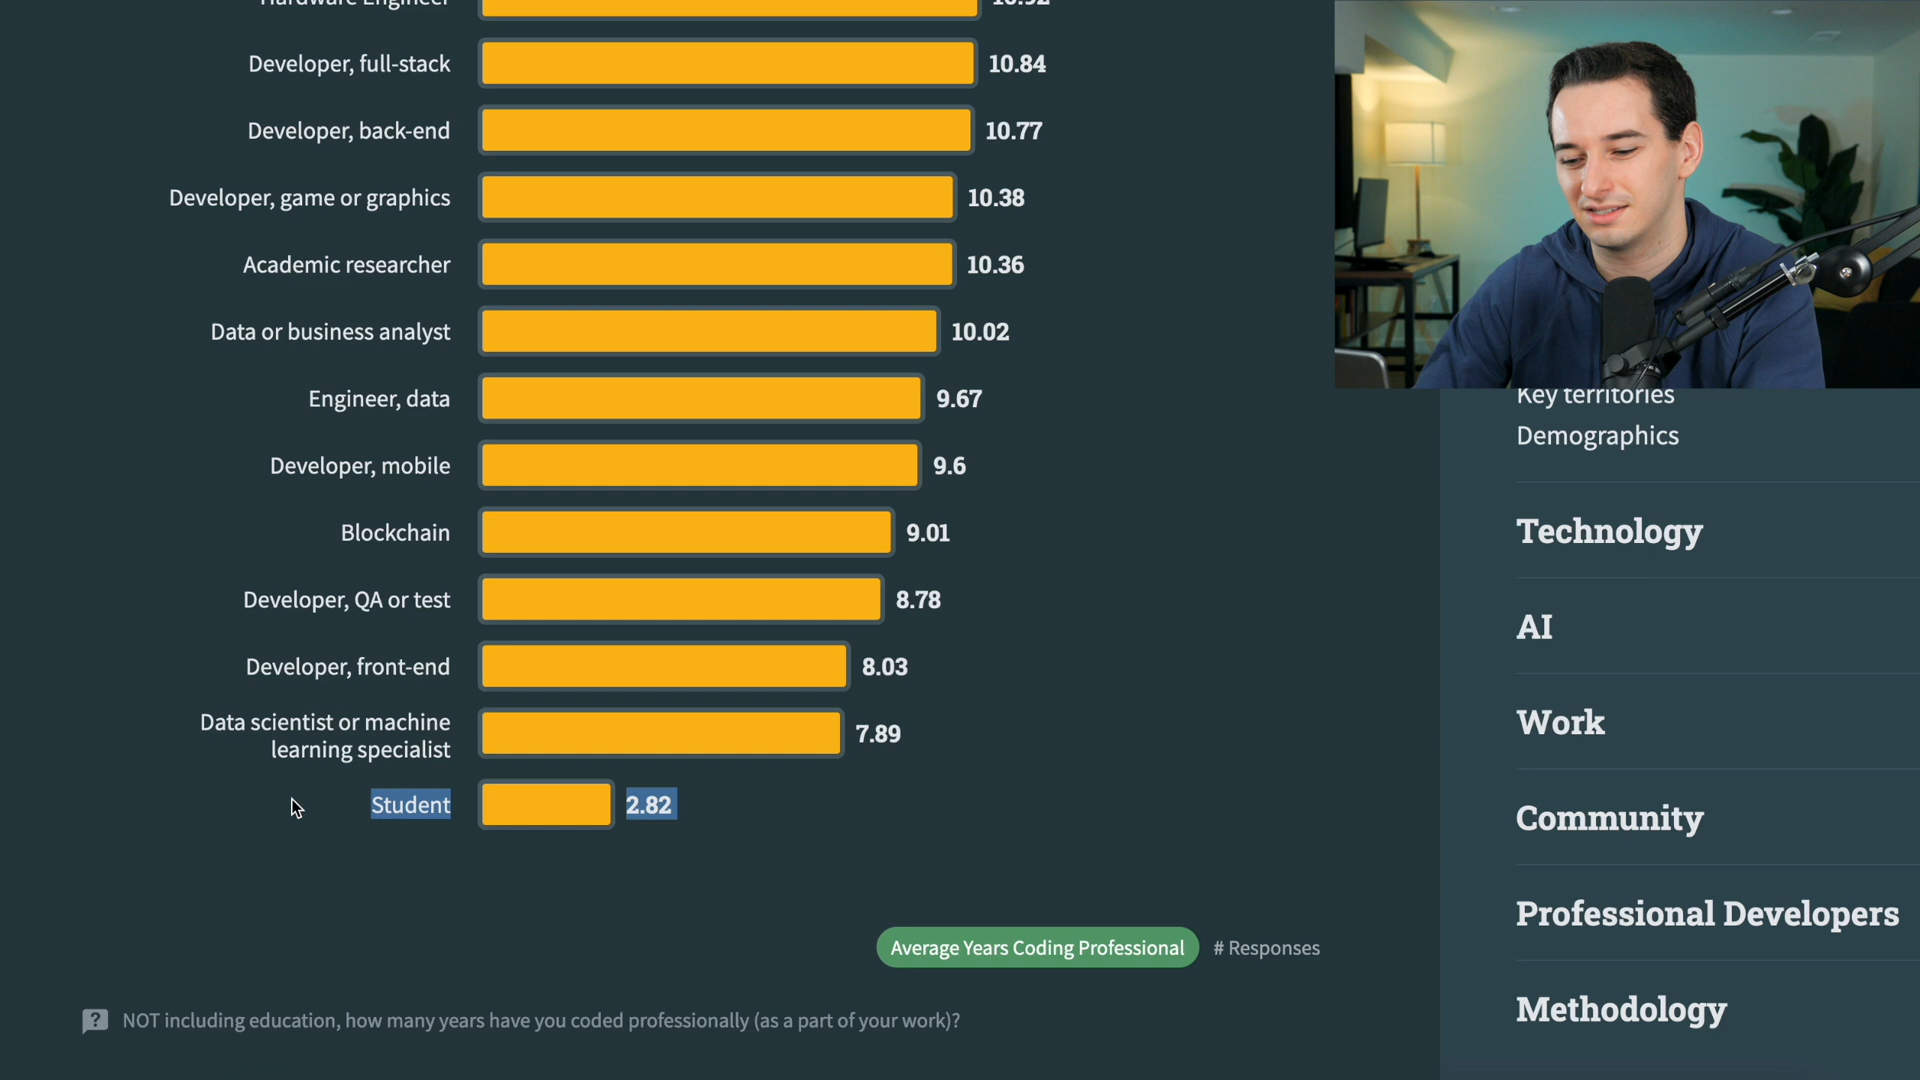 Hardware Engineer 10.92
Developer, full-stack 10.84
Developer, back-end 10.77
Developer, game or graphics 10.38
Academic researcher 10.36
Data or business analyst 10.02
Engineer, data 9.67
Developer, mobile 9.6
Blockchain 9.01
Developer, QA or test 8.78
Developer, front-end 8.03
Data scientist or machine
learning specialist 7.89
Student 2.82
Average Years Coding Professional # Responses
? NOT including education, how many years have you coded professionally (as a part of your work)?
Key territories
Demographics
Technology
AI
Work
Community
Professional Developers
Methodology